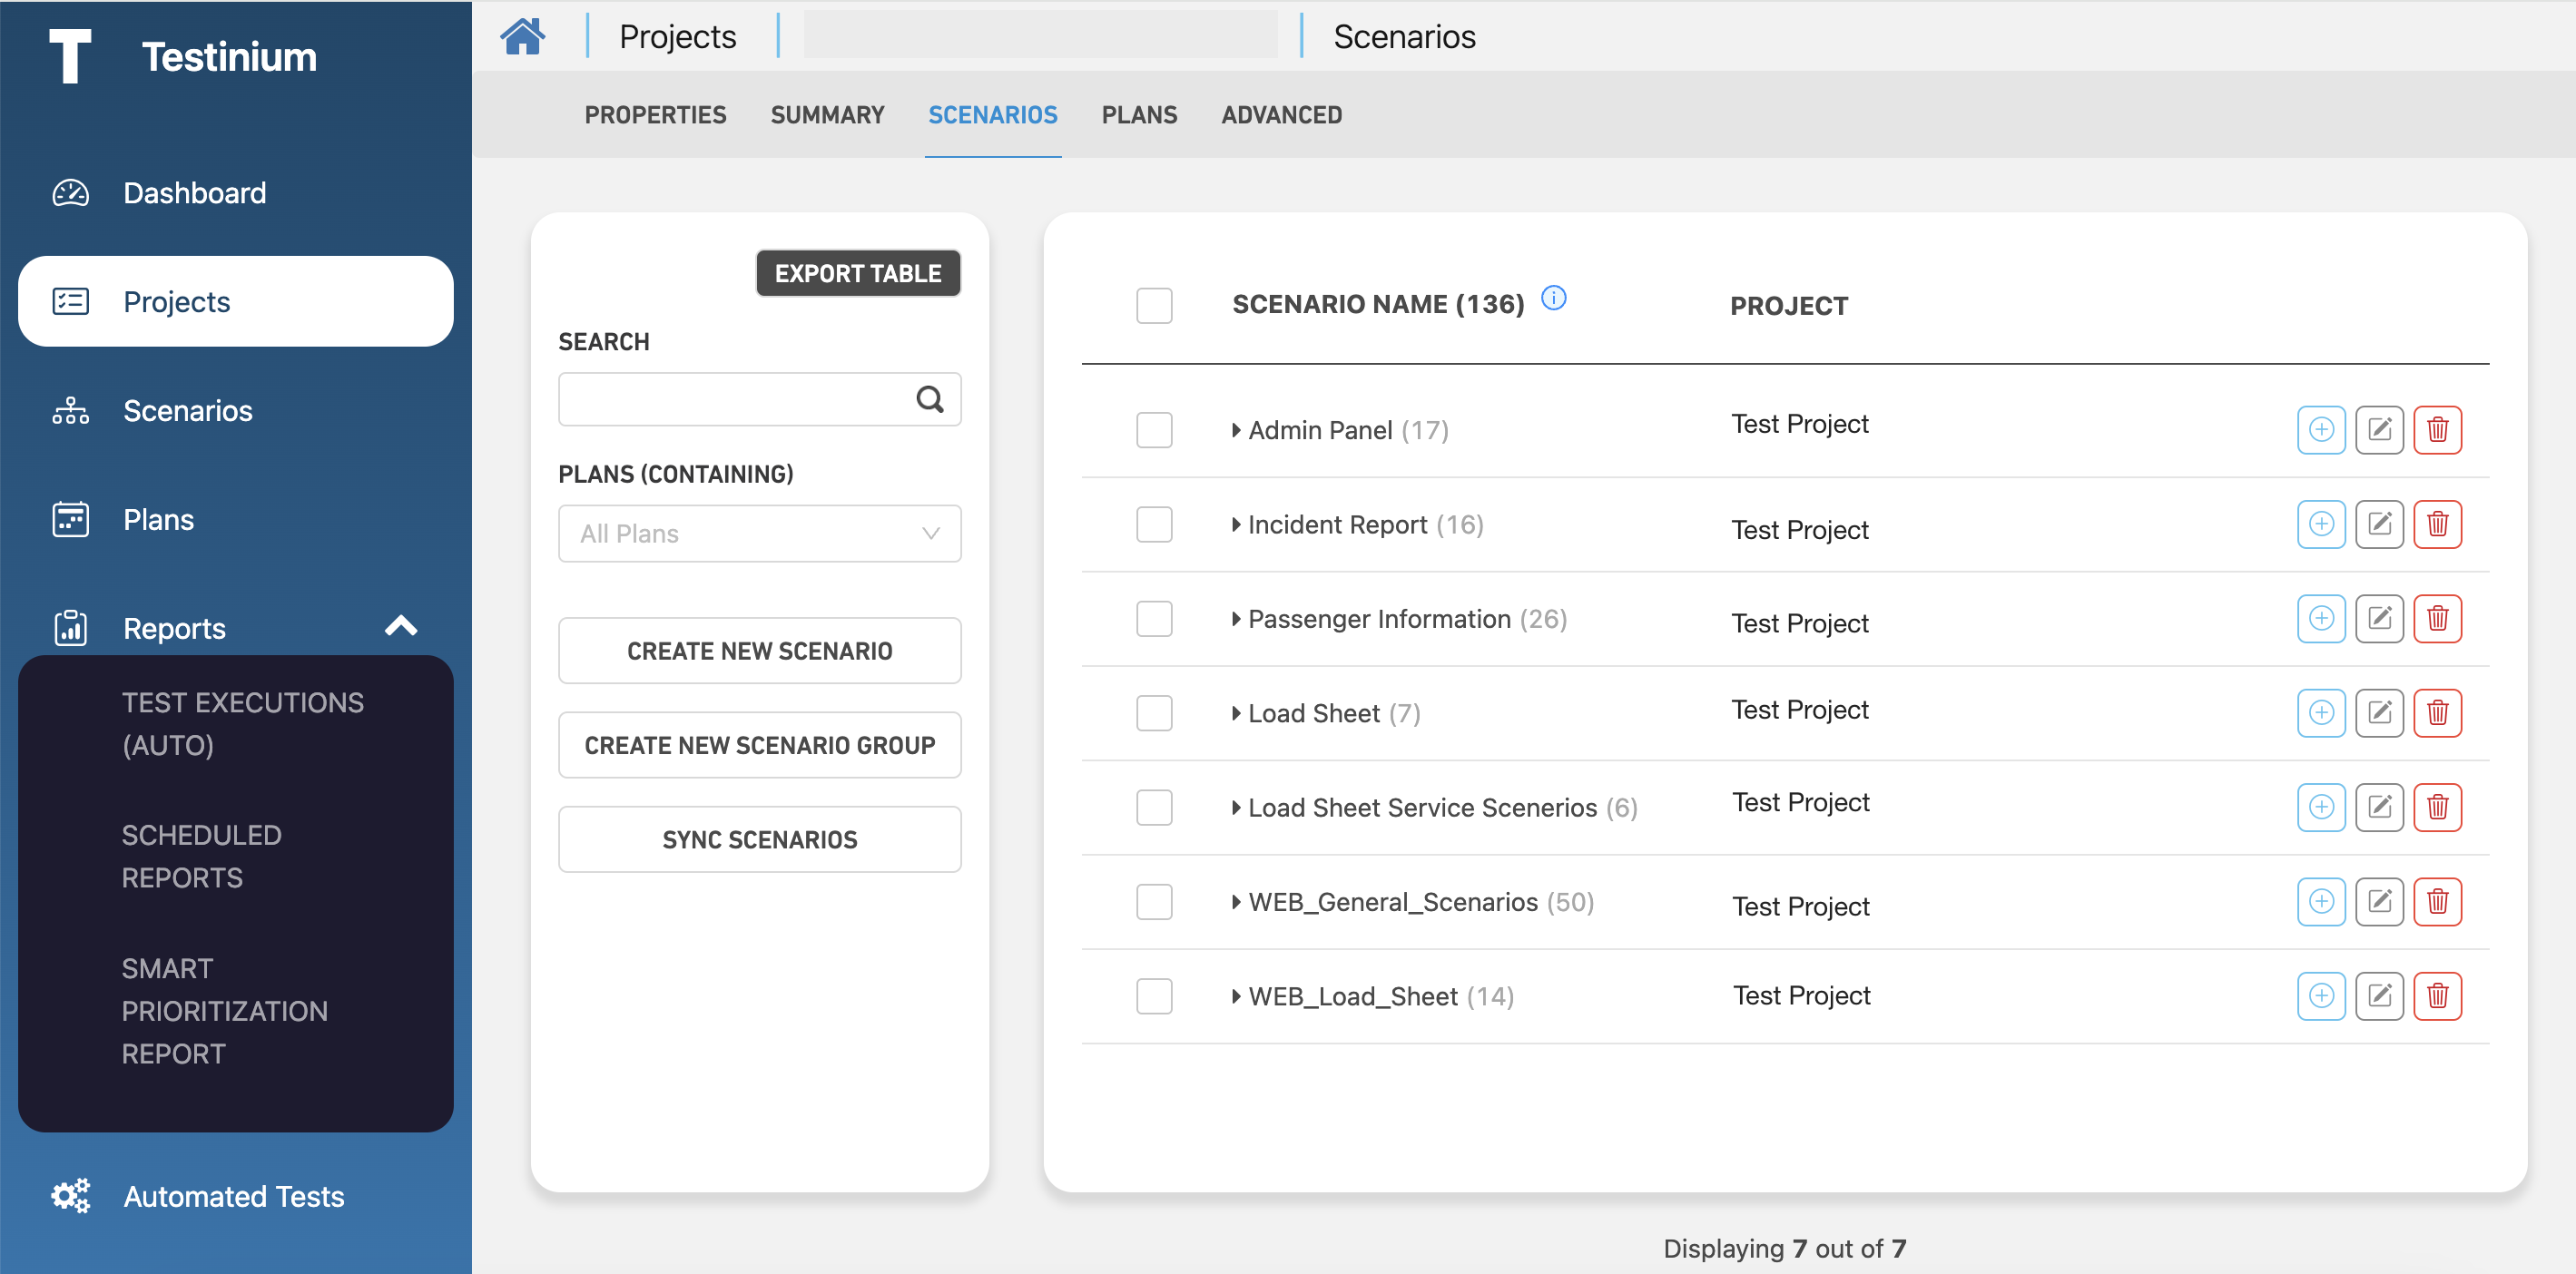 Testinium
Dashboard
Projects
Scenarios
Plans
Reports
TEST EXECUTIONS
(AUTO)
SCHEDULED
REPORTS
SMART
PRIORITIZATION
REPORT
Automated Tests
Projects
Scenarios
PROPERTIES
SUMMARY
SCENARIOS
PLANS
ADVANCED
EXPORT TABLE
SEARCH
PLANS (CONTAINING)
All Plans
CREATE NEW SCENARIO
CREATE NEW SCENARIO GROUP
SYNC SCENARIOS
SCENARIO NAME (136) PROJECT
Admin Panel (17) Test Project
Incident Report (16) Test Project
Passenger Information (26) Test Project
Load Sheet (7) Test Project
Load Sheet Service Scenerios (6) Test Project
WEB_General_Scenarios (50) Test Project
WEB_Load_Sheet (14) Test Project
Displaying 7 out of 7